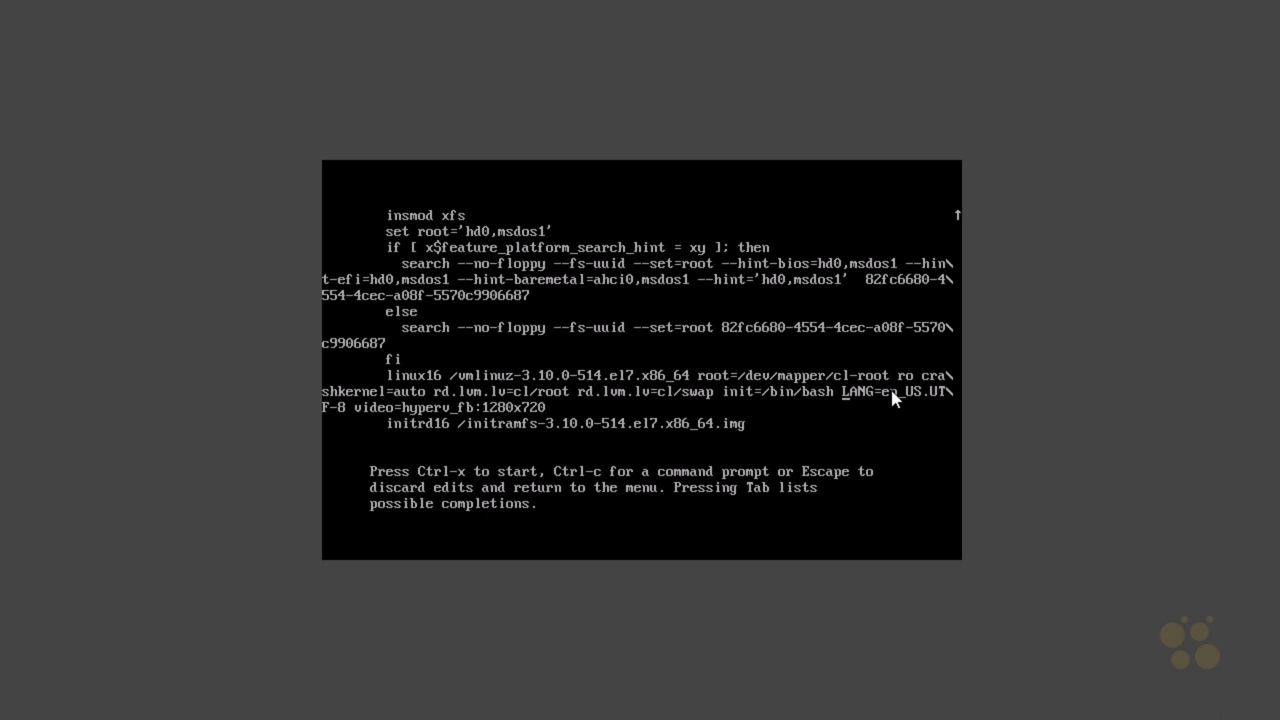 insmod xfs ↑
set root='hd0,msdos1'
if [ x$feature_platform_search_hint = xy ]; then
search --no-floppy --fs-uuid --set=root --hint-bios=hd0,msdos1 --hin\
t-efi=hd0,msdos1 --hint-baremetal=ahci0,msdos1 --hint='hd0,msdos1'  82fc6680-4\
554-4cec-a08f-5570c9906687
else
search --no-floppy --fs-uuid --set=root 82fc6680-4554-4cec-a08f-5570\
c9906687
fi
linux16 /vmlinuz-3.10.0-514.el7.x86_64 root=/dev/mapper/cl-root ro cra\
shkernel=auto rd.lvm.lv=cl/root rd.lvm.lv=cl/swap init=/bin/bash LANG=en_US.UT\
F-8 video=hyperv_fb:1280x720
initrd16 /initramfs-3.10.0-514.el7.x86_64.img
Press Ctrl-x to start, Ctrl-c for a command prompt or Escape to
discard edits and return to the menu. Pressing Tab lists
possible completions.